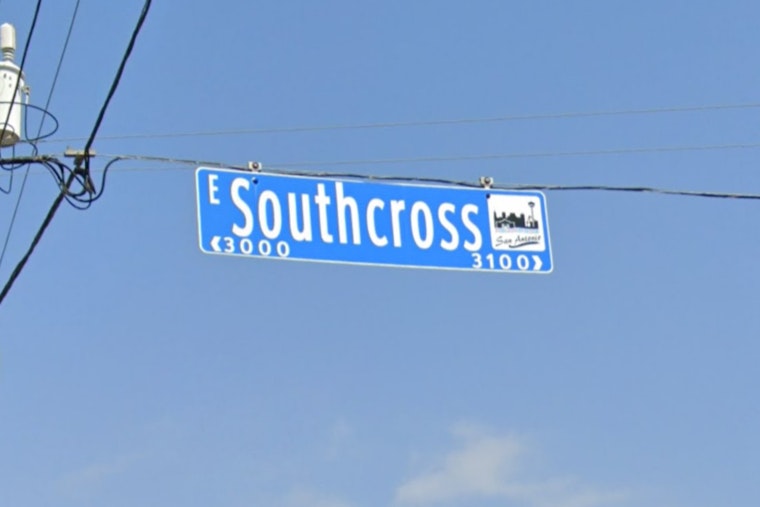 E Southcross
San Antonio
‹3000 3100›